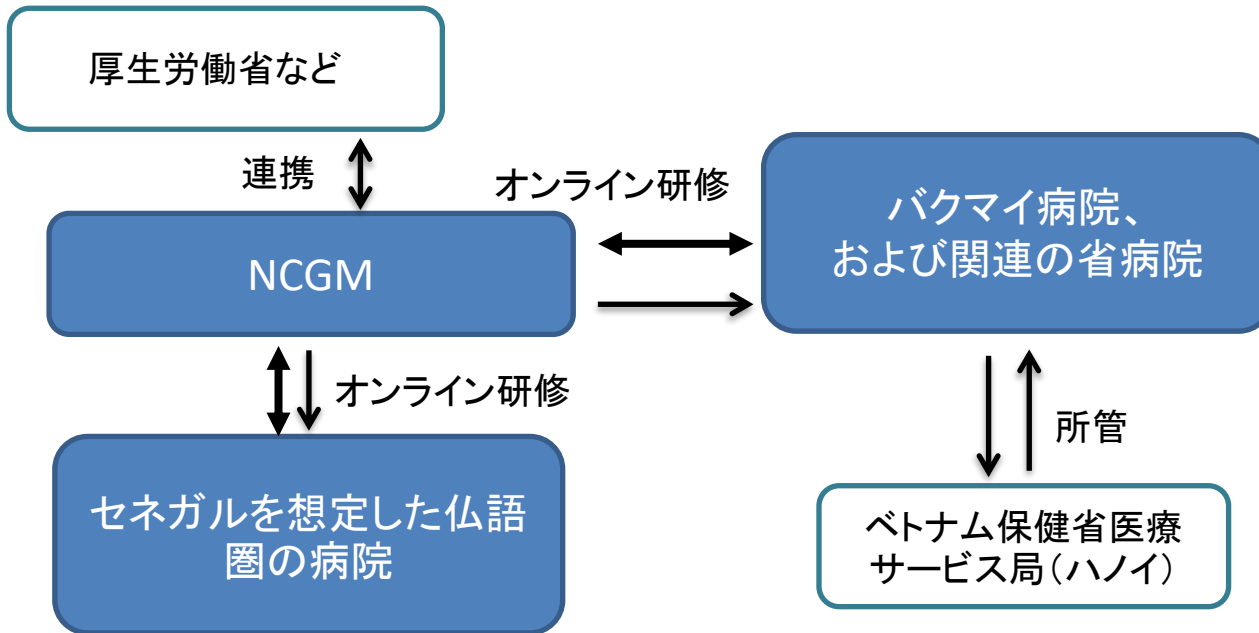 厚生労働省など
連携
オンライン研修
NCGM
バクマイ病院、
および関連の省病院
オンライン研修
セネガルを想定した仏語
圏の病院
所管
ベトナム保健省医療
サービス局（ハノイ）